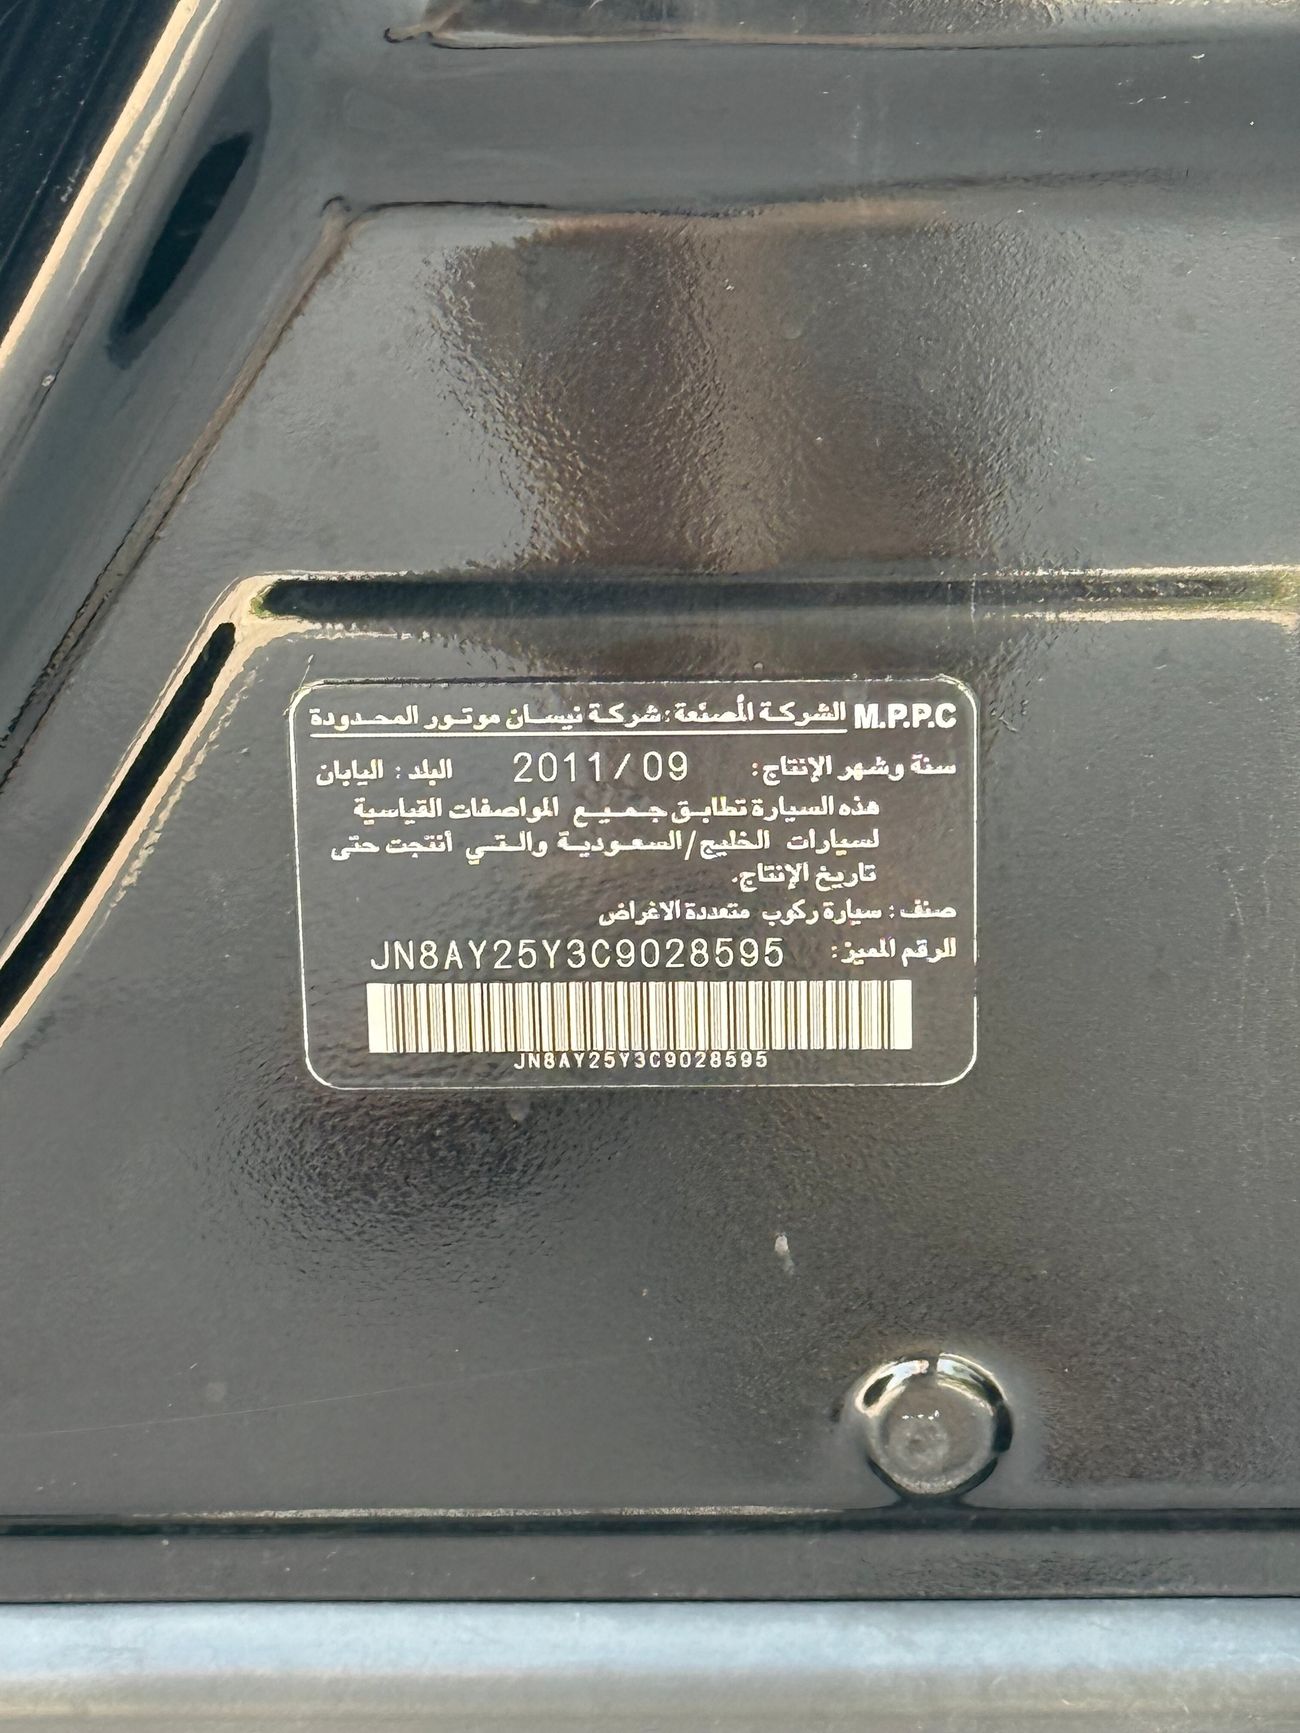 M.P.P.C الشركة المُصنّعة: شركة نيسان موتور المحدودة
سنة وشهر الإنتاج: 2011/09 البلد: اليابان
هذه السيارة تطابق جميع المواصفات القياسية
لسيارات الخليج/السعودية والتي أنتجت حتى
تاريخ الإنتاج.
صنف: سيارة ركوب متعددة الاغراض
الرقم المميز: JN8AY25Y3C9028595
JN8AY25Y3C9028595